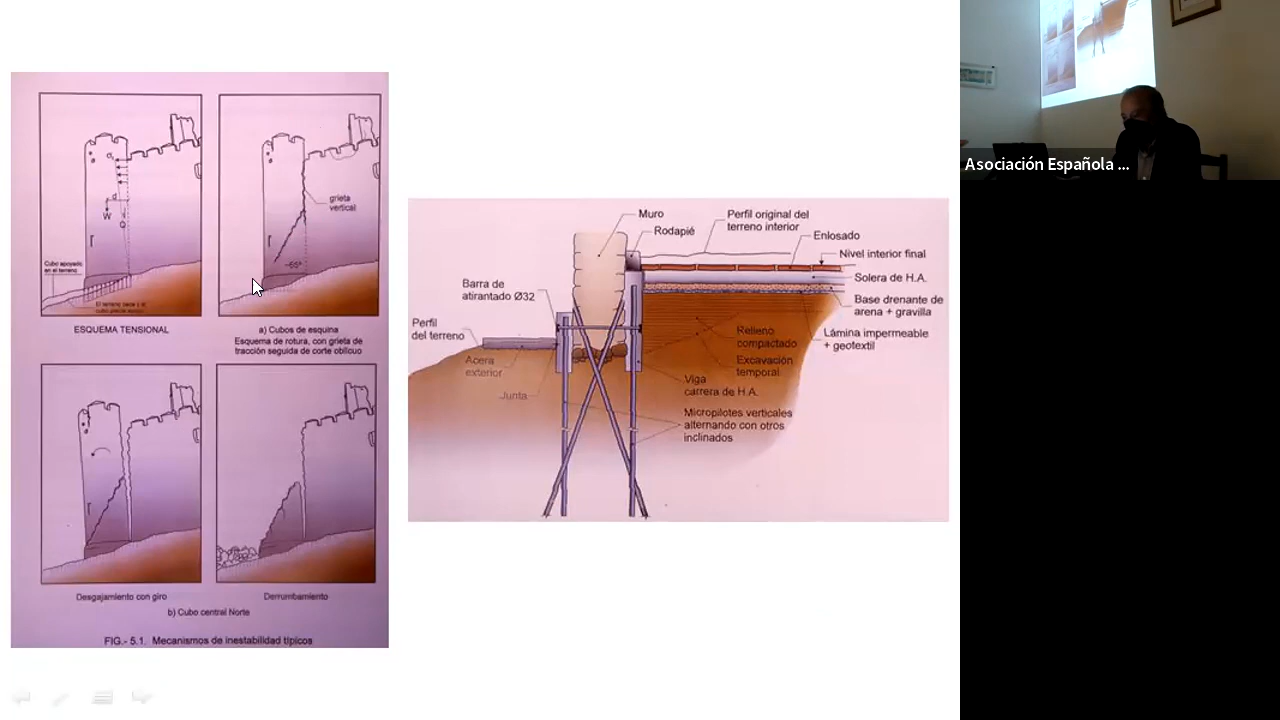 W
Q
d
Cubo apoyado
en el terreno
ESQUEMA TENSIONAL
grieta
vertical
~65°
a) Cubos de esquina
Esquema de rotura, con grieta de
tracción seguida de corte oblícuo
Desgajamiento con giro
Derrumbamiento
b) Cubo central Norte
FIG.- 5.1. Mecanismos de inestabilidad típicos
Muro
Rodapié
Perfil original del
terreno interior
Enlosado
Nivel interior final
Solera de H.A.
Base drenante de
arena + gravilla
Lámina impermeable
+ geotextil
Barra de
atirantado Ø32
Perfil
del terreno
Acera
exterior
Junta
Relleno
compactado
Excavación
temporal
Viga
carrera de H.A.
Micropilotes verticales
alternando con otros
inclinados
Asociación Española ...